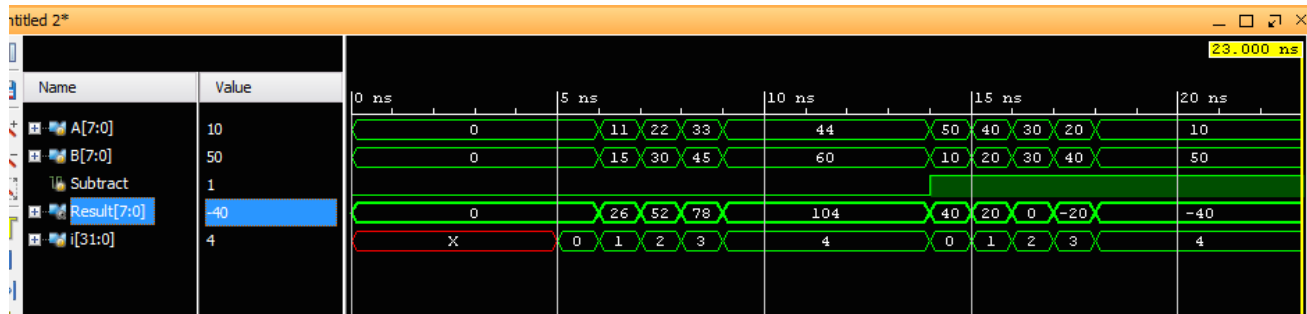 ntitled 2*
23.000 ns
Name Value
0 ns 5 ns 10 ns 15 ns 20 ns
A[7:0] 10 0 11 22 33 44 50 40 30 20 10
B[7:0] 50 0 15 30 45 60 10 20 30 40 50
Subtract 1
Result[7:0] -40 0 26 52 78 104 40 20 0 -20 -40
i[31:0] 4 X 0 1 2 3 4 0 1 2 3 4